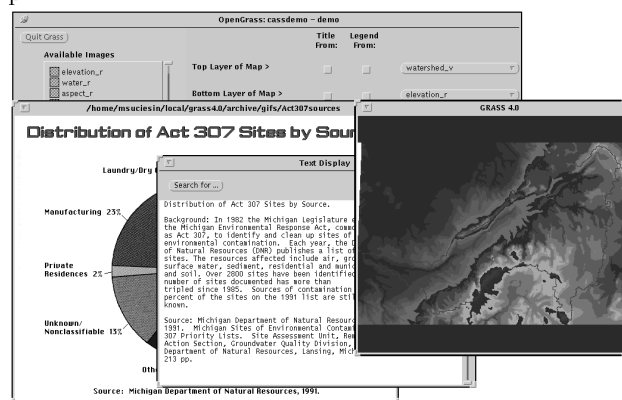 OpenGrass: cassdemo – demo
Quit Grass
Title From:
Legend From:
Available Images
elevation_r
water_r
aspect_r
Top Layer of Map >
watershed_v
Bottom Layer of Map >
elevation_r
/home/msuciesin/local/grass4.0/archive/gifs/Act307sources
GRASS 4.0
Distribution of Act 307 Sites by Sour
Laundry/Dry
Manufacturing 23%
Private
Residences 2%
Unknown/
Nonclassifiable 13%
Othe
Source: Michigan Department of Natural Resources, 1991.
Text Display
Search for ...
Distribution of Act 307 Sites by Source.
Background: In 1982 the Michigan Legislature e
the Michigan Environmental Response Act, commo
as Act 307, to identify and clean up sites of
environmental contamination. Each year, the D
of Natural Resources (DNR) publishes a list of
sites. The resources affected include air, gro
surface water, sediment, residential and munic
and soil. Over 2800 sites have been identified
number of sites documented has more than
tripled since 1985. Sources of contamination
percent of the sites on the 1991 list are stil
known.
Source: Michigan Department of Natural Resourc
1991. Michigan Sites of Environmental Contami
307 Priority Lists. Site Assessment Unit, Rem
Action Section, Groundwater Quality Division,
Department of Natural Resources, Lansing, Mich
213 pp.